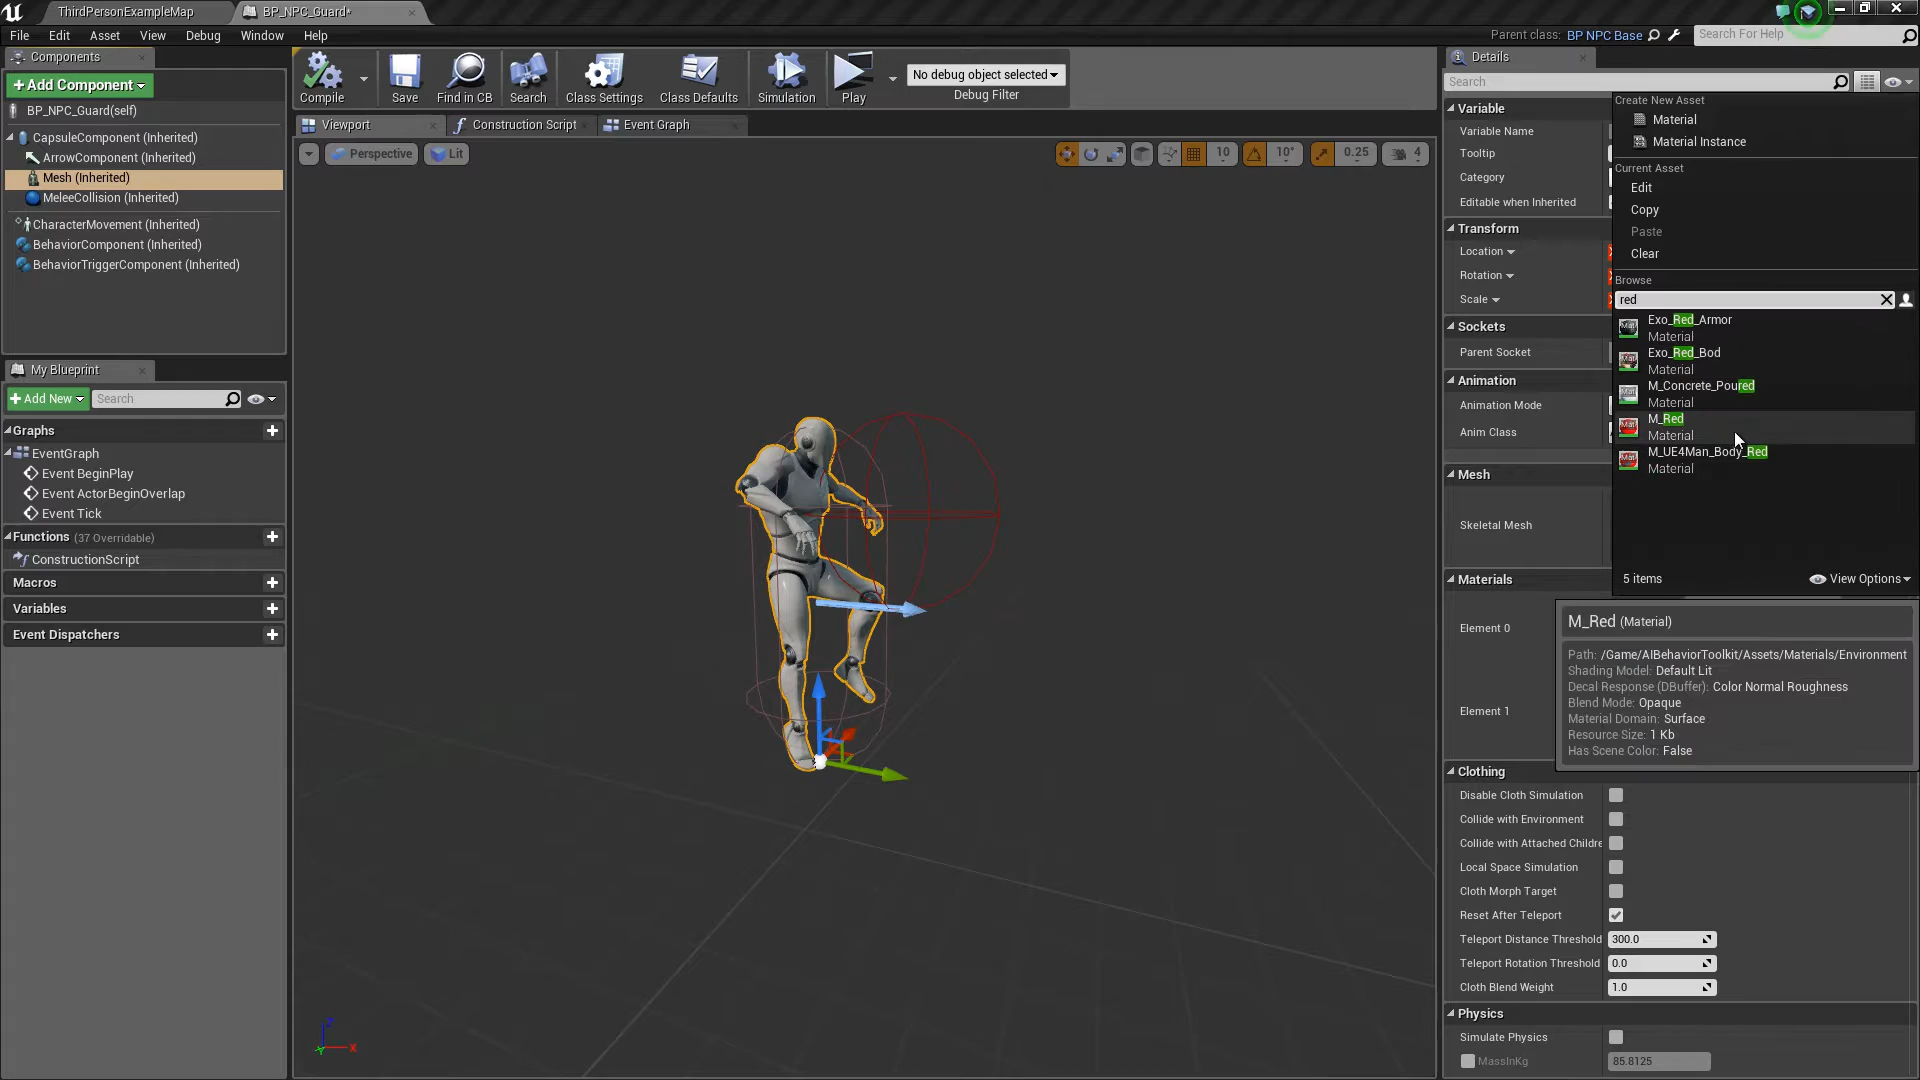 ThirdPersonExampleMap
BP_NPC_Guard*
File Edit Asset View Debug Window Help
Parent class: BP NPC Base
Search For Help
Components
+Add Component
BP_NPC_Guard(self)
CapsuleComponent (Inherited)
ArrowComponent (Inherited)
Mesh (Inherited)
MeleeCollision (Inherited)
CharacterMovement (Inherited)
BehaviorComponent (Inherited)
BehaviorTriggerComponent (Inherited)
My Blueprint
+Add New
Search
Graphs
EventGraph
Event BeginPlay
Event ActorBeginOverlap
Event Tick
Functions (37 Overridable)
ConstructionScript
Macros
Variables
Event Dispatchers
Compile
Save
Find in CB
Search
Class Settings
Class Defaults
Simulation
Play
No debug object selected
Debug Filter
Viewport
Construction Script
Event Graph
Perspective
Lit
10
10°
0.25
4
Z
Y
X
Details
Search
Variable
Variable Name
Tooltip
Category
Editable when Inherited
Transform
Location
Rotation
Scale
Sockets
Parent Socket
Animation
Animation Mode
Anim Class
Mesh
Skeletal Mesh
Materials
Element 0
Element 1
Create New Asset
Material
Material Instance
Current Asset
Edit
Copy
Paste
Clear
Browse
red
Exo_Red_Armor
Material
Exo_Red_Bod
Material
M_Concrete_Poured
Material
M_Red
Material
M_UE4Man_Body_Red
Material
5 items
View Options
M_Red (Material)
Path: /Game/AIBehaviorToolkit/Assets/Materials/Environment
Shading Model: Default Lit
Decal Response (DBuffer): Color Normal Roughness
Blend Mode: Opaque
Material Domain: Surface
Resource Size: 1 Kb
Has Scene Color: False
Clothing
Disable Cloth Simulation
Collide with Environment
Collide with Attached Childre
Local Space Simulation
Cloth Morph Target
Reset After Teleport
Teleport Distance Threshold 300.0
Teleport Rotation Threshold 0.0
Cloth Blend Weight 1.0
Physics
Simulate Physics
MassInKg 85.8125